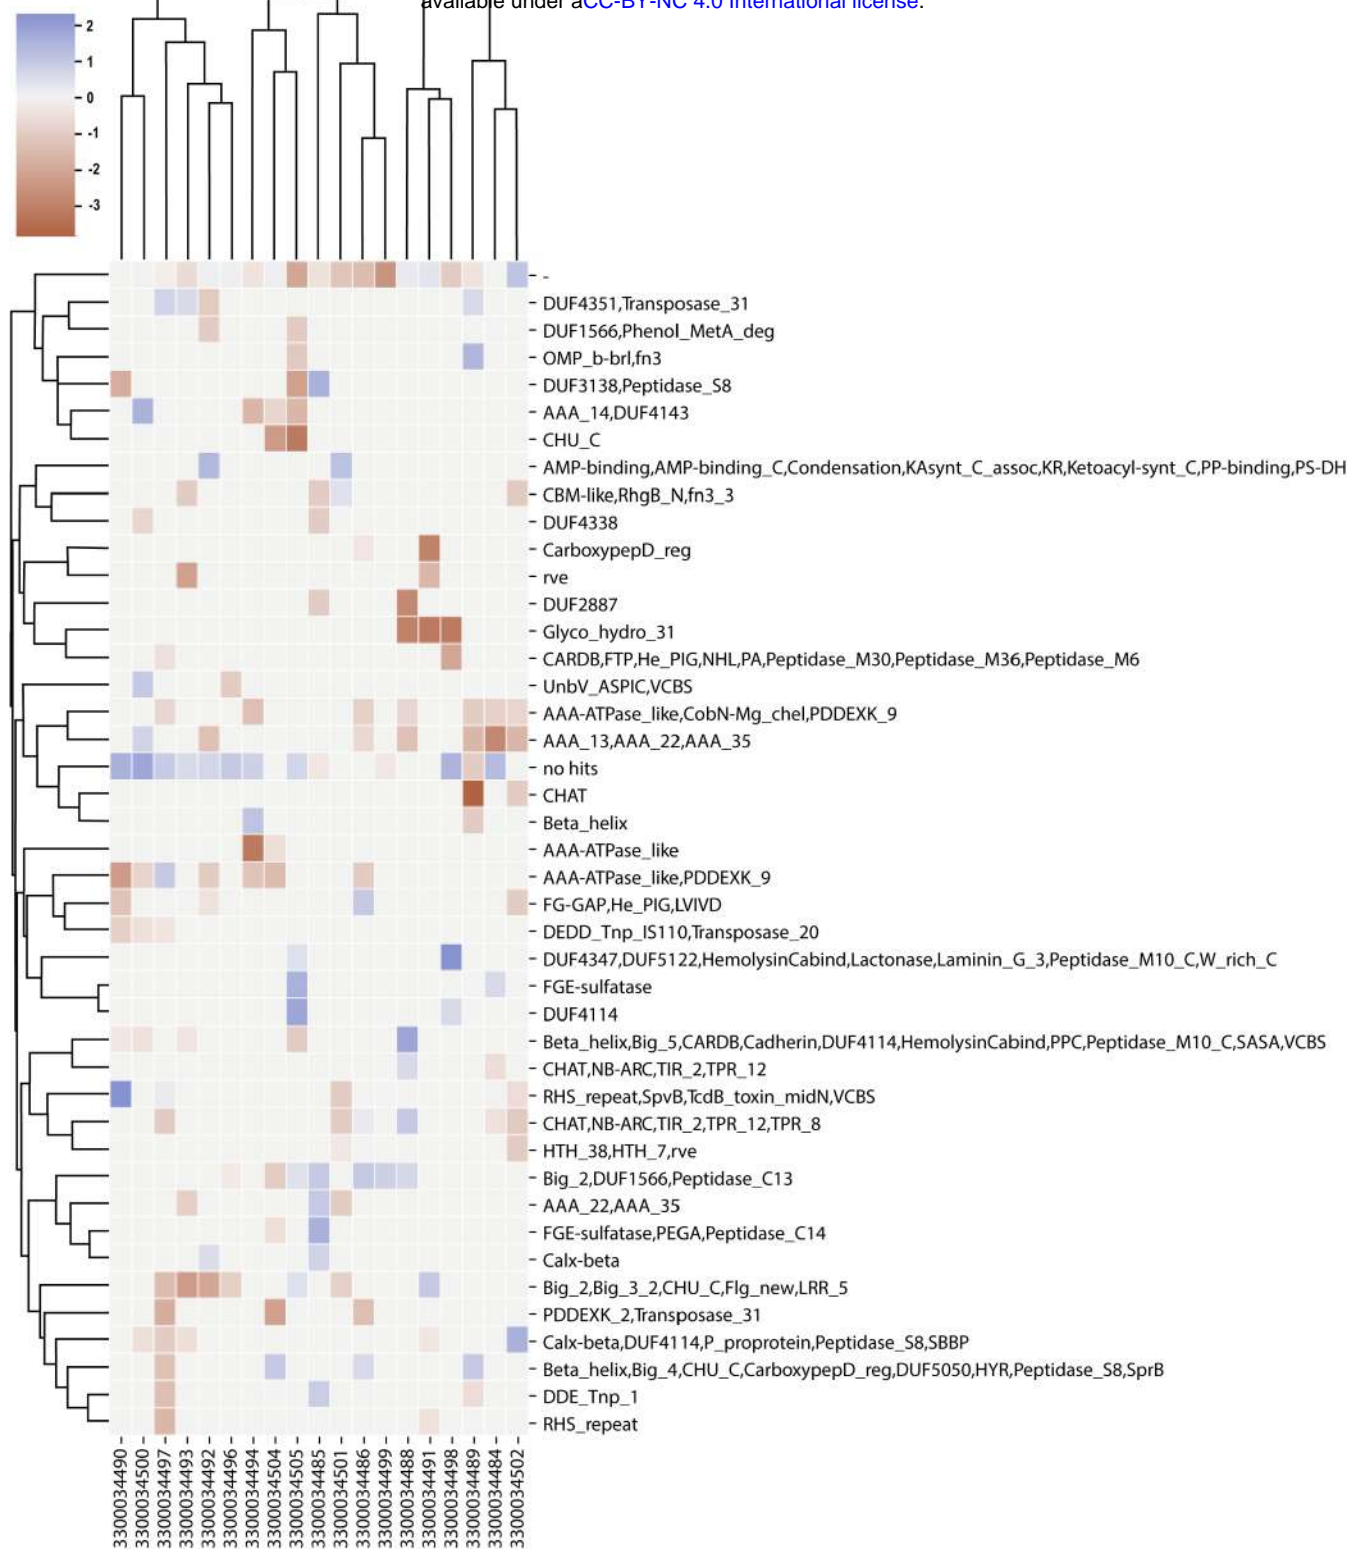 available under aCC-BY-NC 4.0 International license.
2
1
0
-1
-2
-3
-
DUF4351,Transposase_31
DUF1566,Phenol_MetA_deg
OMP_b-brl,fn3
DUF3138,Peptidase_S8
AAA_14,DUF4143
CHU_C
AMP-binding,AMP-binding_C,Condensation,KAsynt_C_assoc,KR,Ketoacyl-synt_C,PP-binding,PS-DH
CBM-like,RhgB_N,fn3_3
DUF4338
CarboxypepD_reg
rve
DUF2887
Glyco_hydro_31
CARDB,FTP,He_PIG,NHL,PA,Peptidase_M30,Peptidase_M36,Peptidase_M6
UnbV_ASPIC,VCBS
AAA-ATPase_like,CobN-Mg_chel,PDDEXK_9
AAA_13,AAA_22,AAA_35
no hits
CHAT
Beta_helix
AAA-ATPase_like
AAA-ATPase_like,PDDEXK_9
FG-GAP,He_PIG,LVIVD
DEDD_Tnp_IS110,Transposase_20
DUF4347,DUF5122,HemolysinCabind,Lactonase,Laminin_G_3,Peptidase_M10_C,W_rich_C
FGE-sulfatase
DUF4114
Beta_helix,Big_5,CARDB,Cadherin,DUF4114,HemolysinCabind,PPC,Peptidase_M10_C,SASA,VCBS
CHAT,NB-ARC,TIR_2,TPR_12
RHS_repeat,SpvB,TcdB_toxin_midN,VCBS
CHAT,NB-ARC,TIR_2,TPR_12,TPR_8
HTH_38,HTH_7,rve
Big_2,DUF1566,Peptidase_C13
AAA_22,AAA_35
FGE-sulfatase,PEGA,Peptidase_C14
Calx-beta
Big_2,Big_3_2,CHU_C,Flg_new,LRR_5
PDDEXK_2,Transposase_31
Calx-beta,DUF4114,P_proprotein,Peptidase_S8,SBBP
Beta_helix,Big_4,CHU_C,CarboxypepD_reg,DUF5050,HYR,Peptidase_S8,SprB
DDE_Tnp_1
RHS_repeat
3300034490
3300034500
3300034497
3300034493
3300034492
3300034496
3300034494
3300034504
3300034505
3300034485
3300034501
3300034486
3300034499
3300034488
3300034491
3300034498
3300034489
3300034484
3300034502